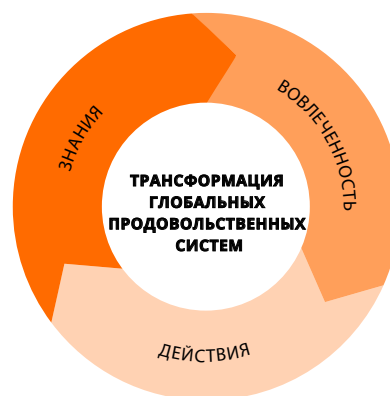 ЗНАНИЯ
ВОВЛЕЧЕННОСТЬ
ТРАНСФОРМАЦИЯ
ГЛОБАЛЬНЫХ
ПРОДОВОЛЬСТВЕННЫХ
СИСТЕМ
ДЕЙСТВИЯ